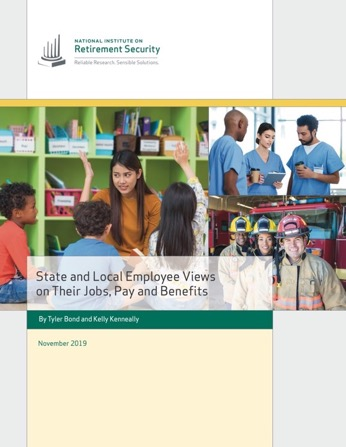 NATIONAL INSTITUTE ON
Retirement Security
Reliable Research. Sensible Solutions.
State and Local Employee Views
on Their Jobs, Pay and Benefits
By Tyler Bond and Kelly Kenneally
November 2019